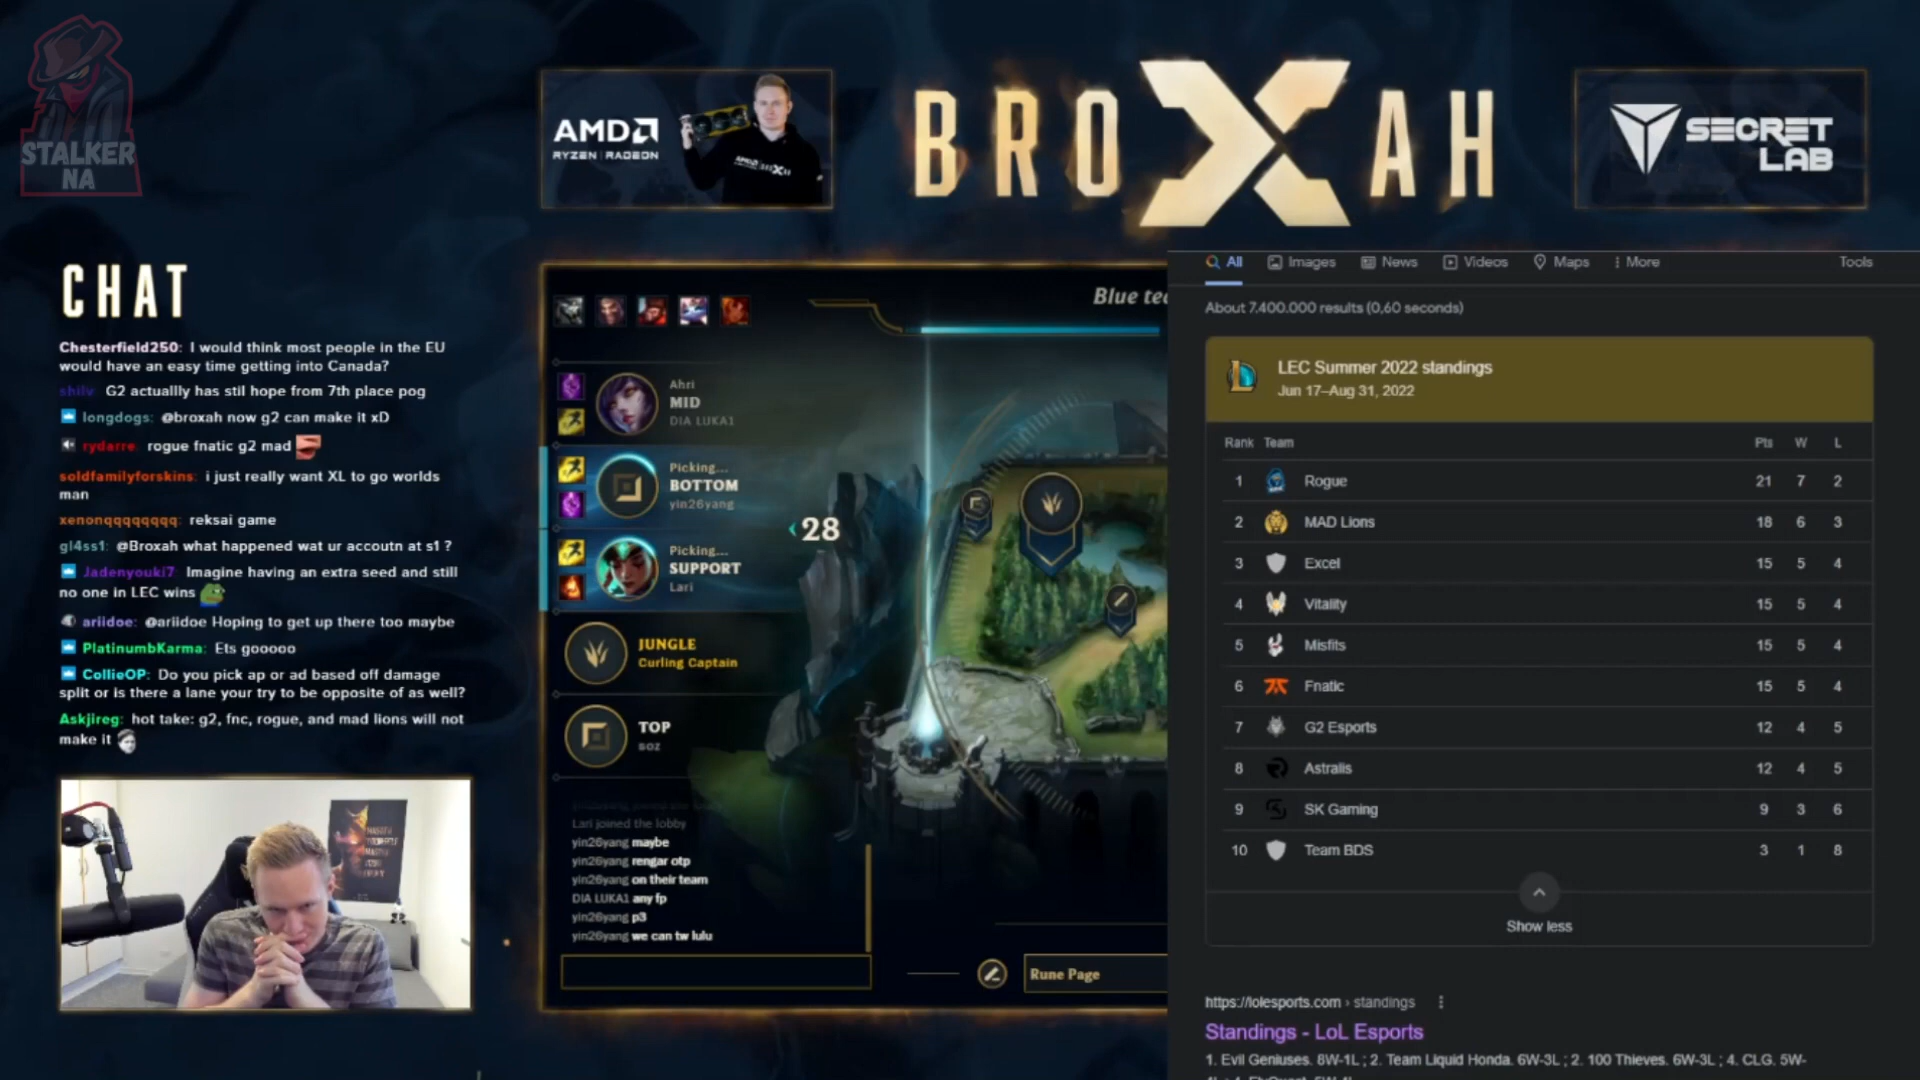 STALKER
NA
AMD
RYZEN | RADEON
BROXAH
SECRET
LAB
CHAT
Chesterfield250: I would think most people in the EU
would have an easy time getting into Canada?
shilv: G2 actuallly has stil hope from 7th place pog
longdogs: @broxah now g2 can make it xD
rydarre: rogue fnatic g2 mad
soldfamilyforskins: i just really want XL to go worlds
man
xenonqqqqqqqq: reksai game
gl4ss1: @Broxah what happened wat ur accoutn at s1 ?
Jadenyouki7: Imagine having an extra seed and still
no one in LEC wins
ariidoe: @ariidoe Hoping to get up there too maybe
PlatinumbKarma: Ets gooooo
CollieOP: Do you pick ap or ad based off damage
split or is there a lane your try to be opposite of as well?
Askjireg: hot take: g2, fnc, rogue, and mad lions will not
make it
Blue
Ahri
MID
DIA LUKA1
Picking...
BOTTOM
yin26yang
28
Picking...
SUPPORT
Lari
JUNGLE
Curling Captain
TOP
BOZ
Lari joined the lobby
yin26yang maybe
yin26yang rengar otp
yin26yang on their team
DIA LUKA1 any fp
yin26yang p3
yin26yang we can tw lulu
Rune Page
All Images News Videos Maps More Tools
About 7.400.000 results (0,60 seconds)
LEC Summer 2022 standings
Jun 17–Aug 31, 2022
Rank Team Pts W L
1 Rogue 21 7 2
2 MAD Lions 18 6 3
3 Excel 15 5 4
4 Vitality 15 5 4
5 Misfits 15 5 4
6 Fnatic 15 5 4
7 G2 Esports 12 4 5
8 Astralis 12 4 5
9 SK Gaming 9 3 6
10 Team BDS 3 1 8
Show less
https://lolesports.com › standings
Standings - LoL Esports
1. Evil Geniuses. 8W-1L ; 2. Team Liquid Honda. 6W-3L ; 2. 100 Thieves. 6W-3L ; 4. CLG. 5W-